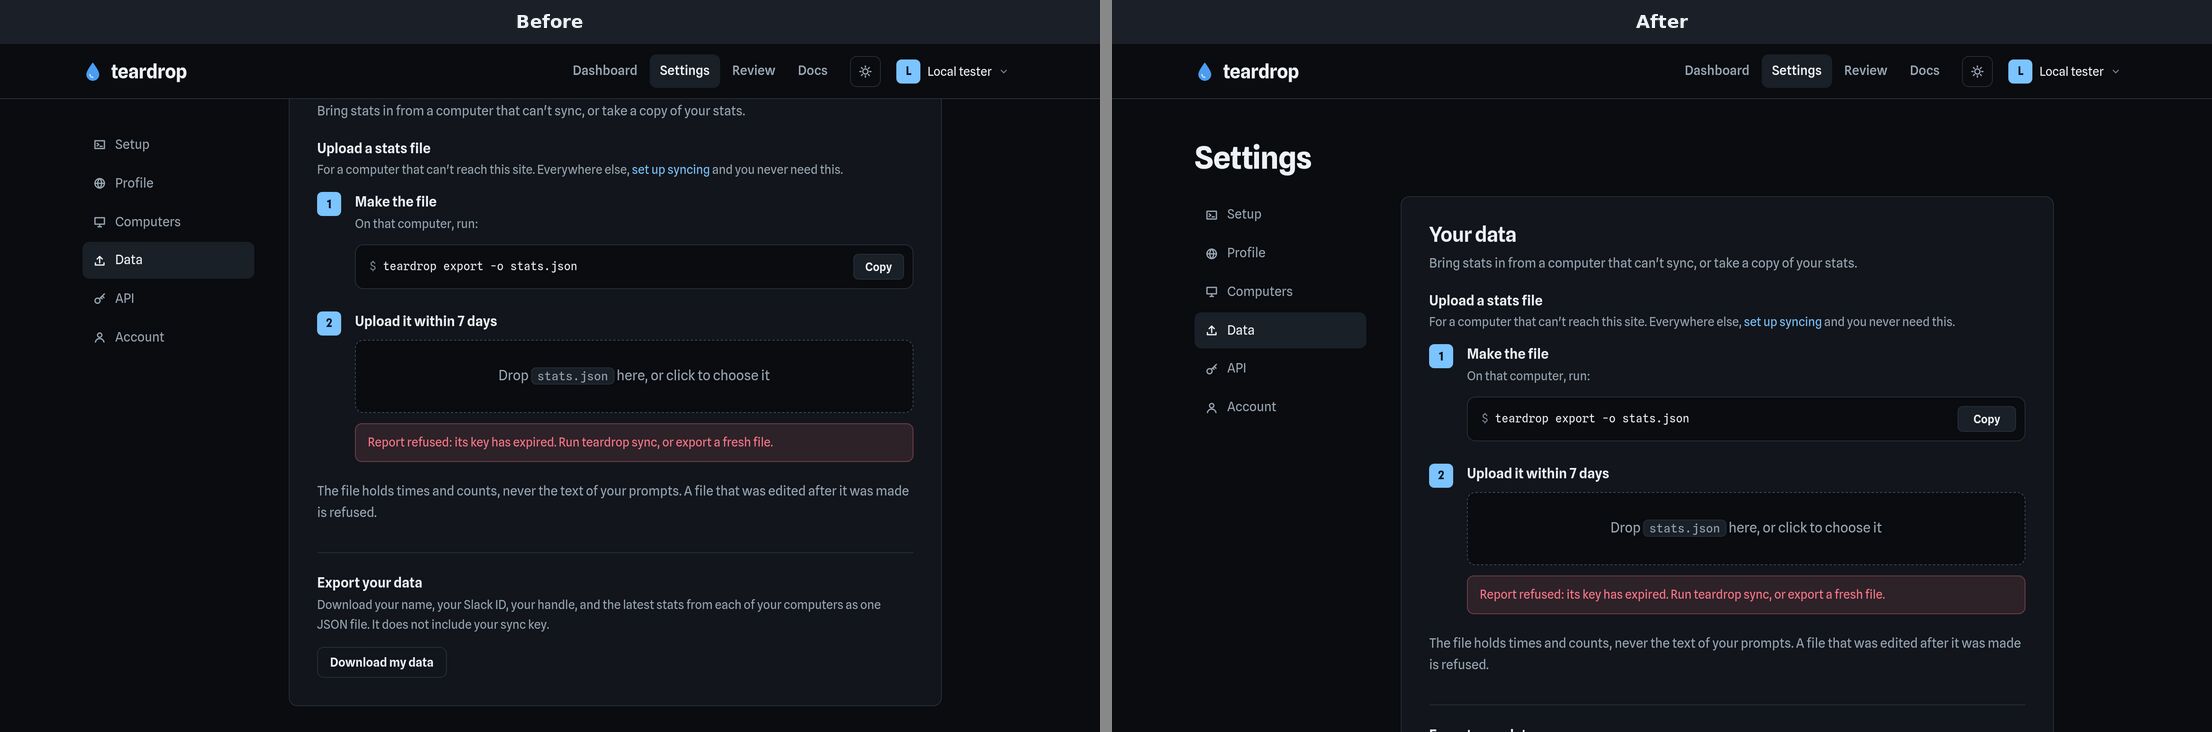 Before
teardrop
Dashboard Settings Review Docs L Local tester
Bring stats in from a computer that can't sync, or take a copy of your stats.
Setup
Profile
Computers
Data
API
Account
Upload a stats file
For a computer that can't reach this site. Everywhere else, set up syncing and you never need this.
1 Make the file
On that computer, run:
$ teardrop export -o stats.json Copy
2 Upload it within 7 days
Drop stats.json here, or click to choose it
Report refused: its key has expired. Run teardrop sync, or export a fresh file.
The file holds times and counts, never the text of your prompts. A file that was edited after it was made
is refused.
Export your data
Download your name, your Slack ID, your handle, and the latest stats from each of your computers as one
JSON file. It does not include your sync key.
Download my data
After
teardrop
Dashboard Settings Review Docs L Local tester
Settings
Setup
Profile
Computers
Data
API
Account
Your data
Bring stats in from a computer that can't sync, or take a copy of your stats.
Upload a stats file
For a computer that can't reach this site. Everywhere else, set up syncing and you never need this.
1 Make the file
On that computer, run:
$ teardrop export -o stats.json Copy
2 Upload it within 7 days
Drop stats.json here, or click to choose it
Report refused: its key has expired. Run teardrop sync, or export a fresh file.
The file holds times and counts, never the text of your prompts. A file that was edited after it was made
is refused.